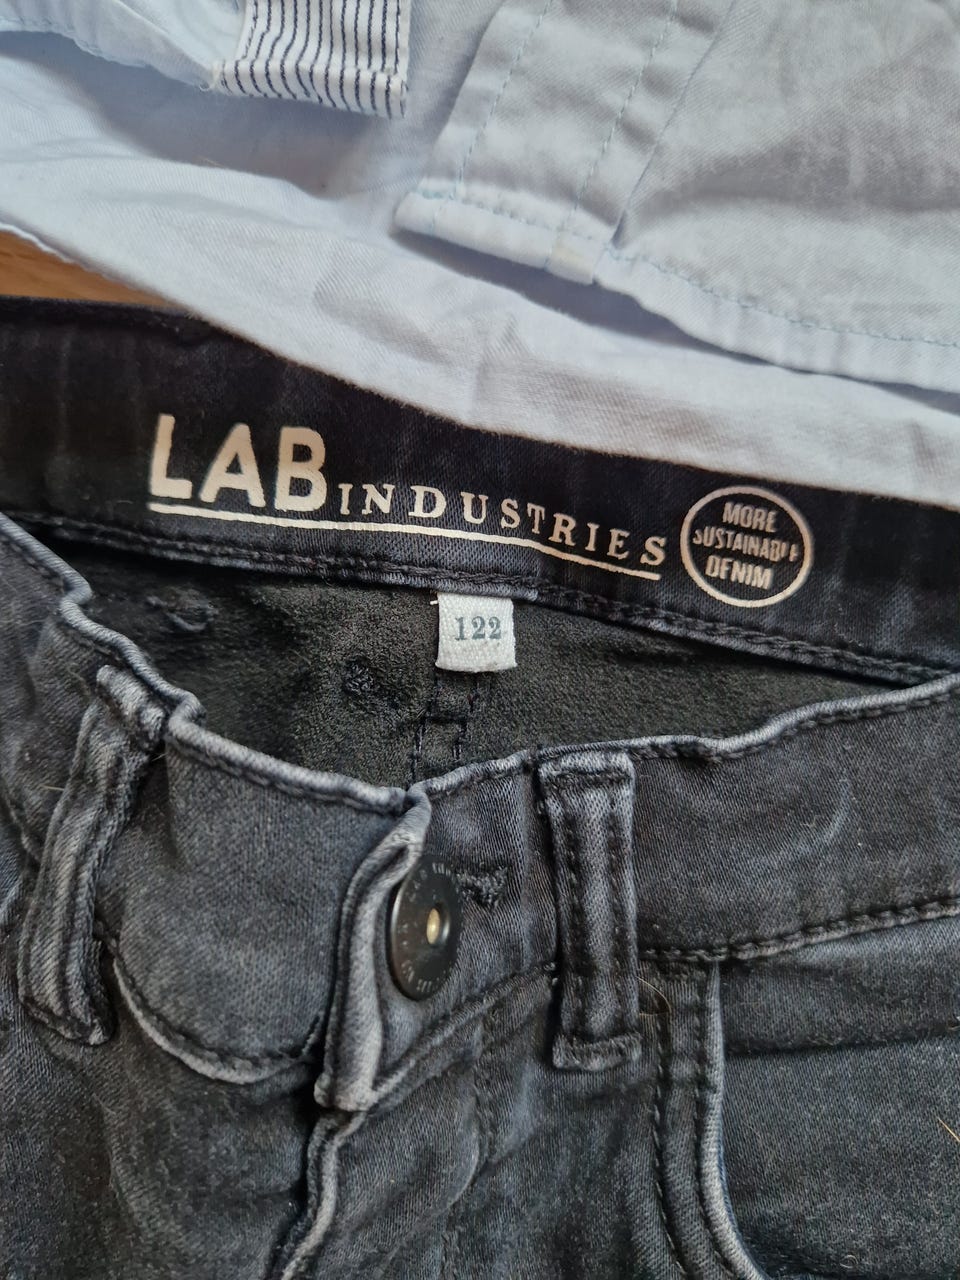 LAB INDUSTRIES
MORE
SUSTAINABLE
DENIM
122